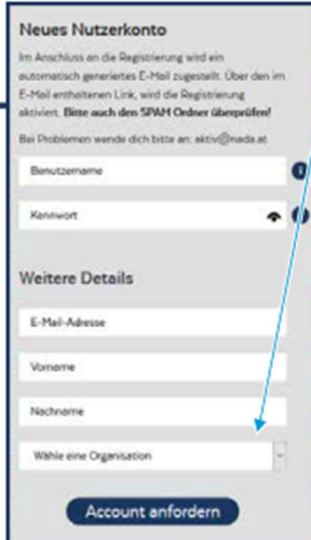 Neues Nutzerkonto
Im Anschluss an die Registrierung wird ein
automatisch generiertes E-Mail zugestellt. Über den im
E-Mail enthaltenen Link, wird die Registrierung
aktiviert. Bitte auch den SPAM Ordner überprüfen!
Bei Problemen wende dich bitte an: aktiv@nada.at
Benutzername
i
Kennwort
Weitere Details
E-Mail-Adresse
Vorname
Nachname
Wähle eine Organisation
Account anfordern